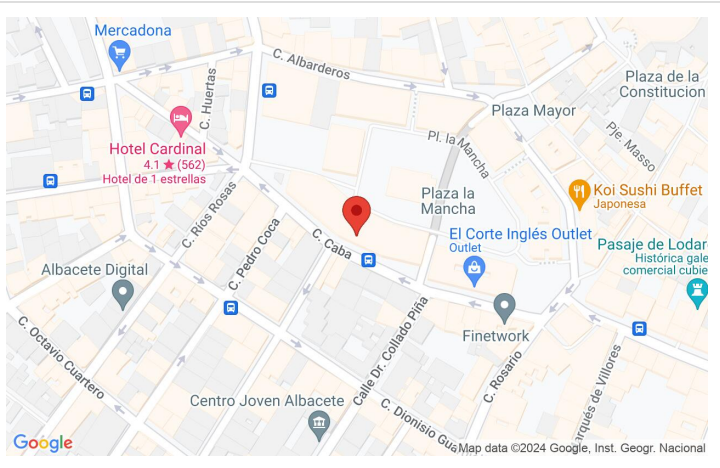 Mercadona
C. Albarderos
Plaza de la
Constitucion
C. Huertas
Plaza Mayor
Pl. la Mancha
Pje. Masso
Hotel Cardinal
4.1 ★ (562)
Hotel de 1 estrellas
Koi Sushi Buffet
Japonesa
Plaza la
Mancha
C. Ríos Rosas
C. Pedro Coca
C. Caba
El Corte Inglés Outlet
Outlet
Pasaje de Lodar
Histórica gale
comercial cubie
Albacete Digital
C. Octavio Cuartero
Finetwork
Calle Dr. Collado Piña
C. Rosario
arqués de Villores
Centro Joven Albacete
C. Dionisio Gua
Google
Map data ©2024 Google, Inst. Geogr. Nacional